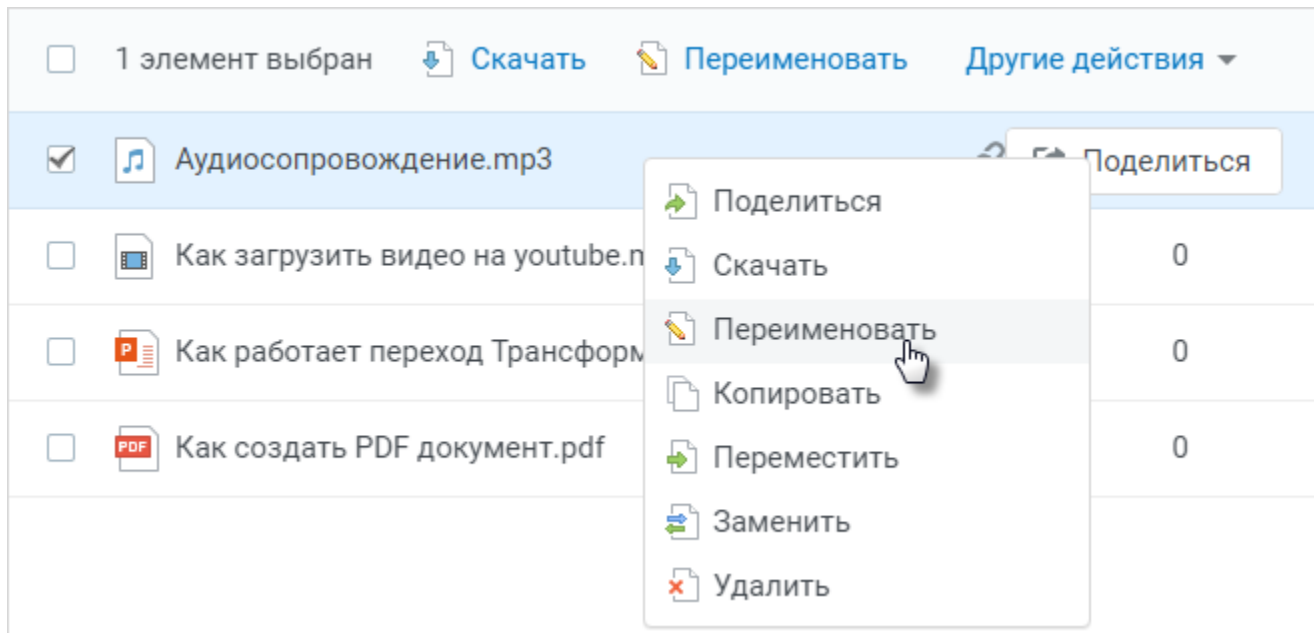 1 элемент выбран Скачать Переименовать Другие действия
Аудиосопровождение.mp3 Поделиться
Поделиться
Как загрузить видео на youtube. 0
Скачать
Переименовать
P Как работает переход 0
Копировать
PDF Как создать PDF документ.pdf 0
Переместить
Заменить
Удалить